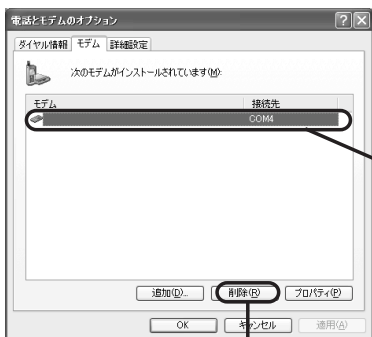 電話とモデムのオプション
ダイヤル情報 モデム 詳細設定
次のモデムがインストールされています(M):
モデム 接続先
COM4
追加(D)... 削除(R) プロパティ(P)
OK キャンセル 適用(A)